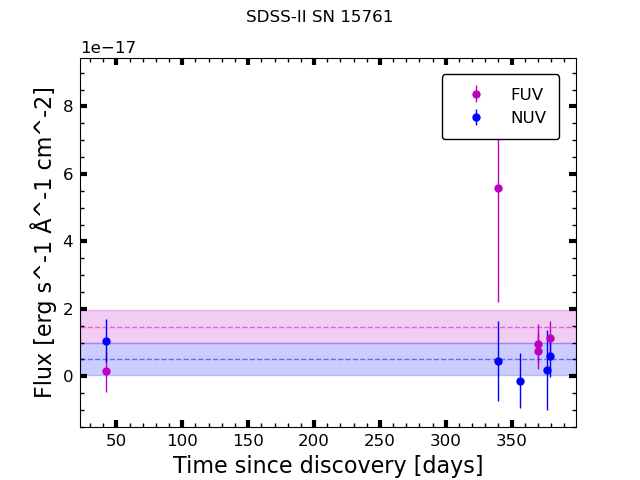 SDSS-II SN 15761
1e−17
FUV
NUV
8
6
4
2
0
Flux [erg s^-1 Å^-1 cm^-2]
50 100 150 200 250 300 350
Time since discovery [days]